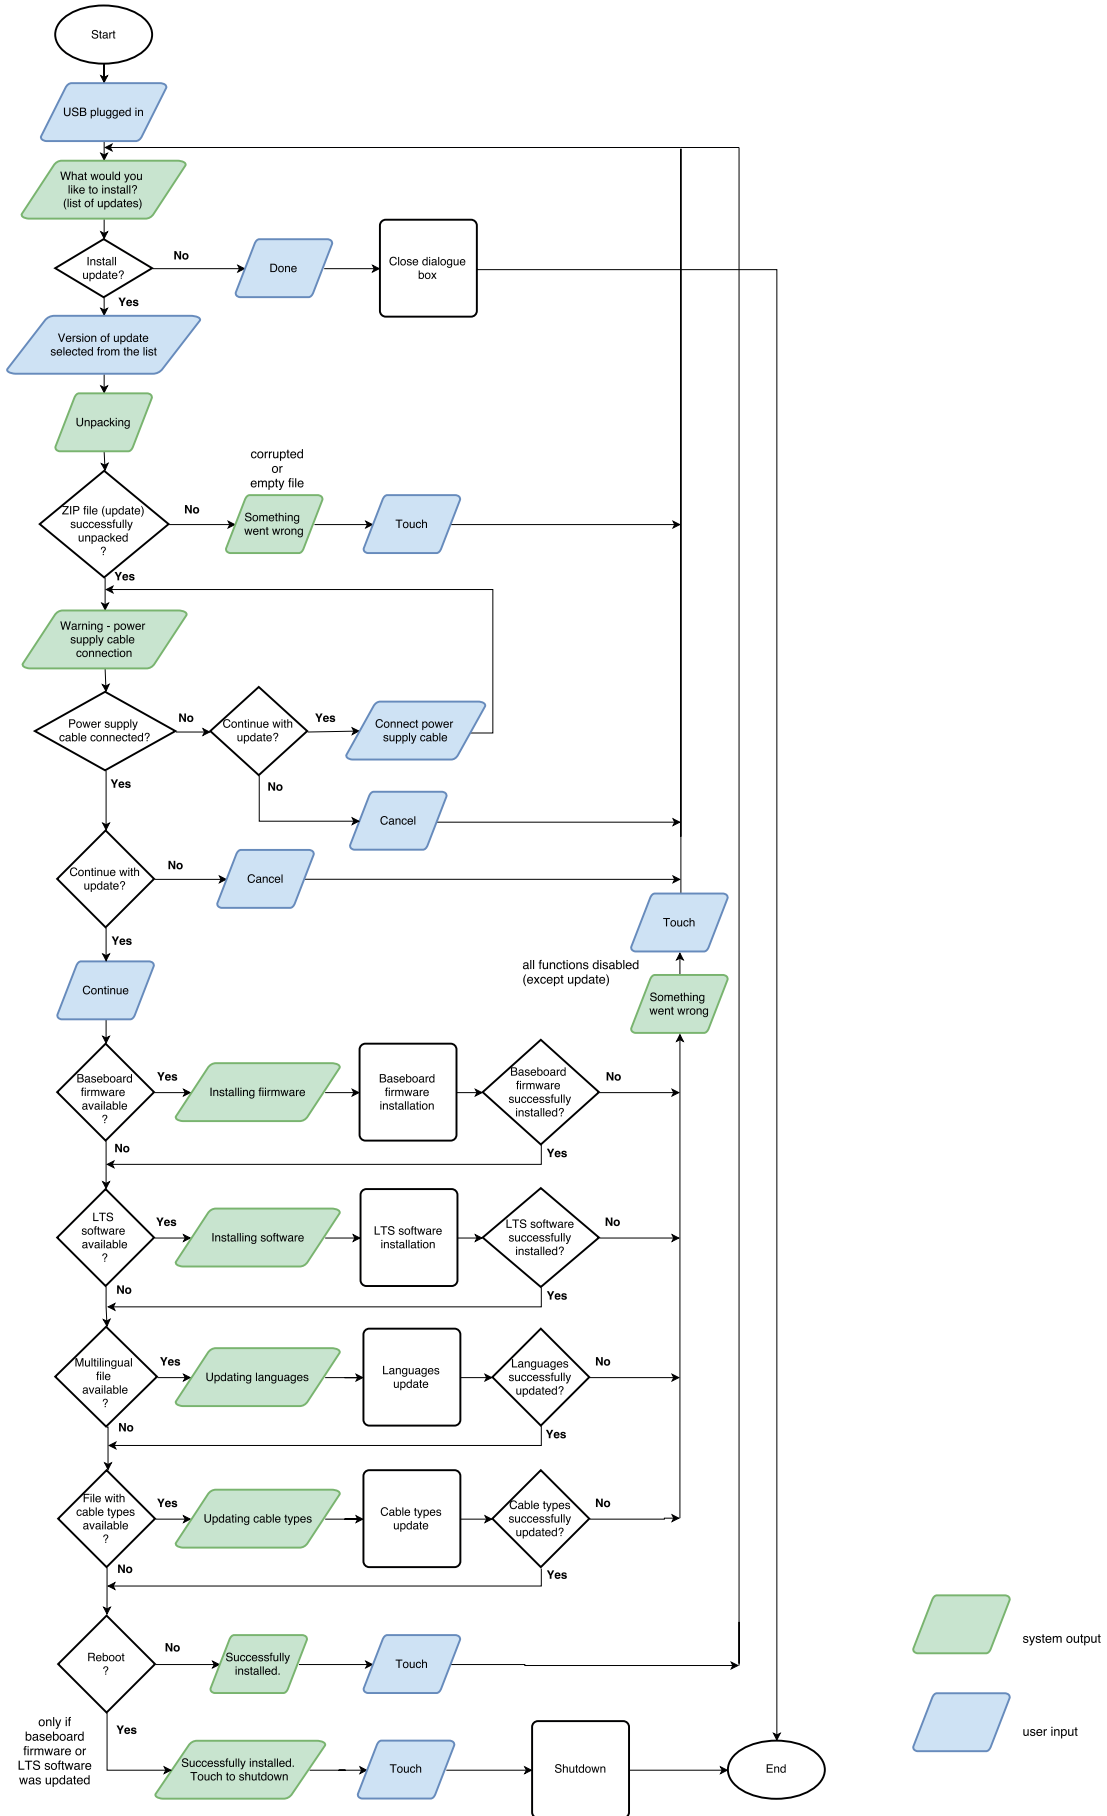 Start
USB plugged in
What would you
like to install?
(list of updates)
Install
update?
No
Done
Close dialogue
box
Yes
Version of update
selected from the list
Unpacking
corrupted
or
empty file
ZIP file (update)
successfully
unpacked
?
No
Something
went wrong
Touch
Yes
Warning - power
supply cable
connection
Power supply
cable connected?
No
Continue with
update?
Yes
Connect power
supply cable
No
Cancel
Yes
Continue with
update?
No
Cancel
Yes
Touch
all functions disabled
(except update)
Something
went wrong
Continue
Baseboard
firmware
available
?
Yes
Installing fiirmware
Baseboard
firmware
installation
Baseboard
firmware
successfully
installed?
No
No
Yes
LTS
software
available
?
Yes
Installing software
LTS software
installation
LTS software
successfully
installed?
No
No
Yes
Multilingual
file
available
?
Yes
Updating languages
Languages
update
Languages
successfully
updated?
No
No
Yes
File with
cable types
available
?
Yes
Updating cable types
Cable types
update
Cable types
successfully
updated?
No
No
Yes
Reboot
?
No
Successfully
installed.
Touch
Yes
only if
baseboard
firmware or
LTS software
was updated
Successfully installed.
Touch to shutdown
Touch
Shutdown
End
system output
user input